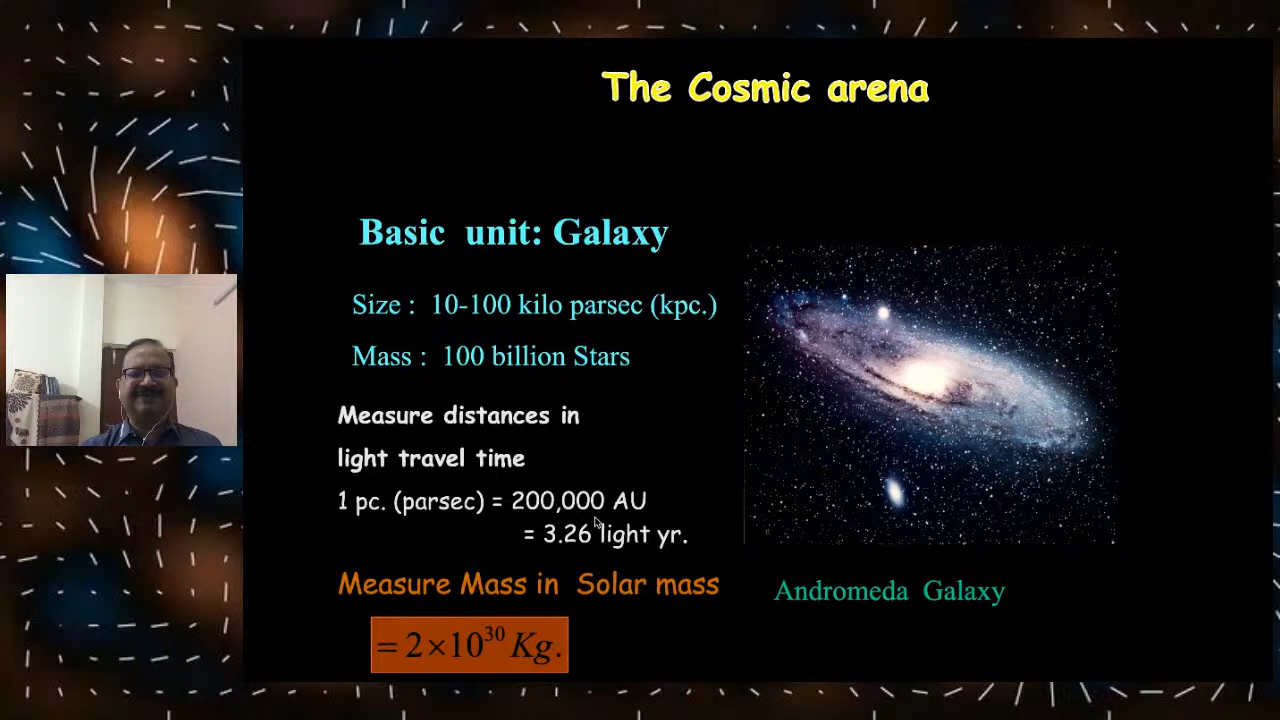 The Cosmic arena
Basic unit: Galaxy
Size : 10-100 kilo parsec (kpc.)
Mass : 100 billion Stars
Measure distances in
light travel time
1 pc. (parsec) = 200,000 AU
= 3.26 light yr.
Measure Mass in Solar mass
= 2×10³⁰ Kg.
Andromeda Galaxy